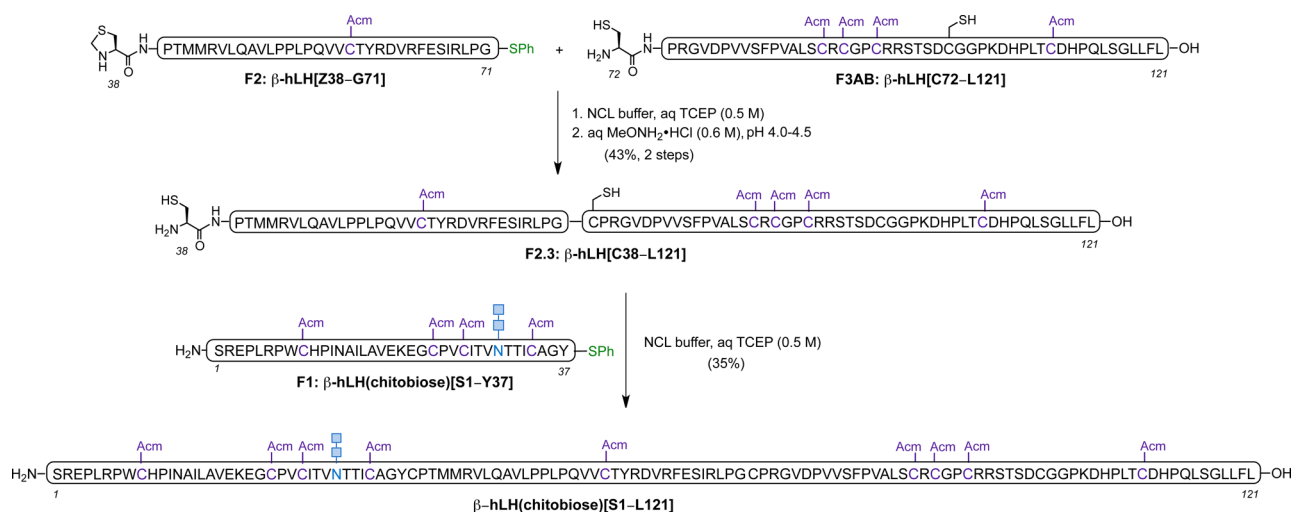 Acm
S
H
N
N
H
O
38
PTMMRVLQAVLPPLPQVVCTYRDVRFESIRLPG
SPh
71
F2: β-hLH[Z38–G71]
+
Acm Acm Acm SH Acm
HS
H
N
H2N
O
72
PRGVDPVVSFPVALSCRCGPCRRSTSDCGGPKDHPLTCDHPQLSGLLFL
OH
121
F3AB: β-hLH[C72–L121]
1. NCL buffer, aq TCEP (0.5 M)
2. aq MeONH2•HCl (0.6 M), pH 4.0-4.5
(43%, 2 steps)
Acm SH Acm Acm Acm Acm
HS
H
N
H2N
O
38
PTMMRVLQAVLPPLPQVVCTYRDVRFESIRLPG
CPRGVDPVVSFPVALSCRCGPCRRSTSDCGGPKDHPLTCDHPQLSGLLFL
OH
121
F2.3: β-hLH[C38–L121]
Acm Acm Acm Acm
H2N SREPLRPWCHPINAILAVEKEGCPVCITVNTTICAGY SPh
1 37
F1: β-hLH(chitobiose)[S1–Y37]
NCL buffer, aq TCEP (0.5 M)
(35%)
Acm Acm Acm Acm Acm Acm Acm Acm Acm
H2N SREPLRPWCHPINAILAVEKEGCPVCITVNTTICAGYCPTMMRVLQAVLPPLPQVVCTYRDVRFESIRLPGCPRGVDPVVSFPVALSCRCGPCRRSTSDCGGPKDHPLTCDHPQLSGLLFL OH
1 121
β-hLH(chitobiose)[S1–L121]